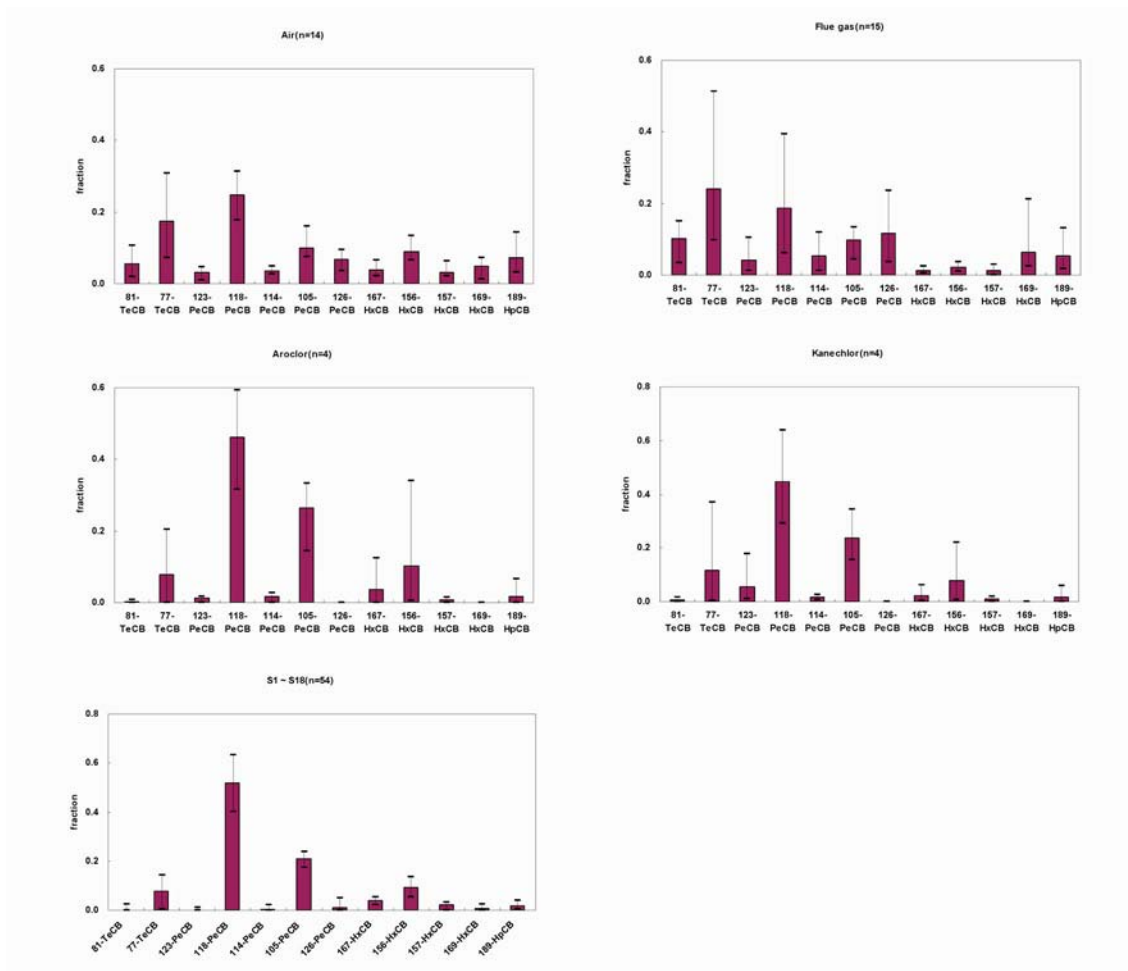 Air(n=14)
0.6
0.4
0.2
0.0
fraction
81-
TeCB
77-
TeCB
123-
PeCB
118-
PeCB
114-
PeCB
105-
PeCB
126-
PeCB
167-
HxCB
156-
HxCB
157-
HxCB
169-
HxCB
189-
HpCB
Flue gas(n=15)
0.6
0.4
0.2
0.0
fraction
81-
TeCB
77-
TeCB
123-
PeCB
118-
PeCB
114-
PeCB
105-
PeCB
126-
PeCB
167-
HxCB
156-
HxCB
157-
HxCB
169-
HxCB
189-
HpCB
Aroclor(n=4)
0.6
0.4
0.2
0.0
fraction
81-
TeCB
77-
TeCB
123-
PeCB
118-
PeCB
114-
PeCB
105-
PeCB
126-
PeCB
167-
HxCB
156-
HxCB
157-
HxCB
169-
HxCB
189-
HpCB
Kanechlor(n=4)
0.8
0.6
0.4
0.2
0.0
fraction
81-
TeCB
77-
TeCB
123-
PeCB
118-
PeCB
114-
PeCB
105-
PeCB
126-
PeCB
167-
HxCB
156-
HxCB
157-
HxCB
169-
HxCB
189-
HpCB
S1 ~ S18(n=54)
0.8
0.6
0.4
0.2
0.0
fraction
81-TeCB
77-TeCB
123-PeCB
118-PeCB
114-PeCB
105-PeCB
126-PeCB
167-HxCB
156-HxCB
157-HxCB
169-HxCB
189-HpCB